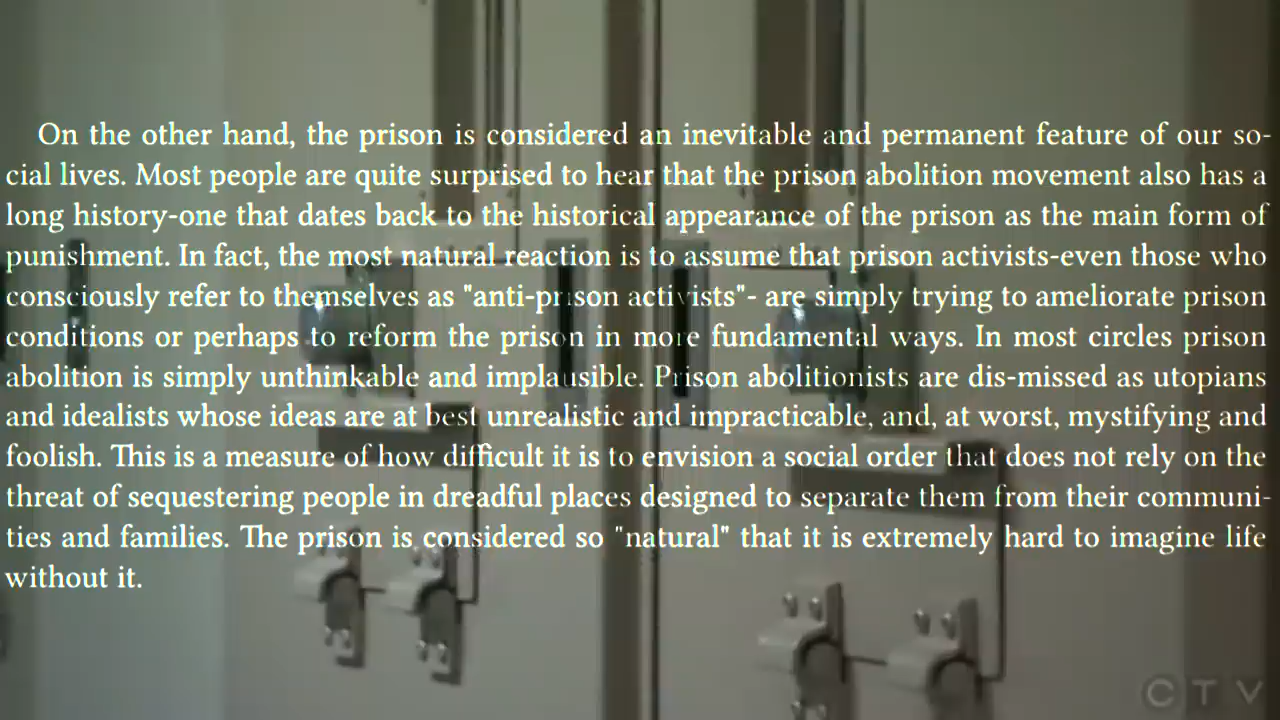 On the other hand, the prison is considered an inevitable and permanent feature of our so-
cial lives. Most people are quite surprised to hear that the prison abolition movement also has a
long history-one that dates back to the historical appearance of the prison as the main form of
punishment. In fact, the most natural reaction is to assume that prison activists-even those who
consciously refer to themselves as "anti-prison activists"- are simply trying to ameliorate prison
conditions or perhaps to reform the prison in more fundamental ways. In most circles prison
abolition is simply unthinkable and implausible. Prison abolitionists are dis-missed as utopians
and idealists whose ideas are at best unrealistic and impracticable, and, at worst, mystifying and
foolish. This is a measure of how difficult it is to envision a social order that does not rely on the
threat of sequestering people in dreadful places designed to separate them from their communi-
ties and families. The prison is considered so "natural" that it is extremely hard to imagine life
without it.
CTV